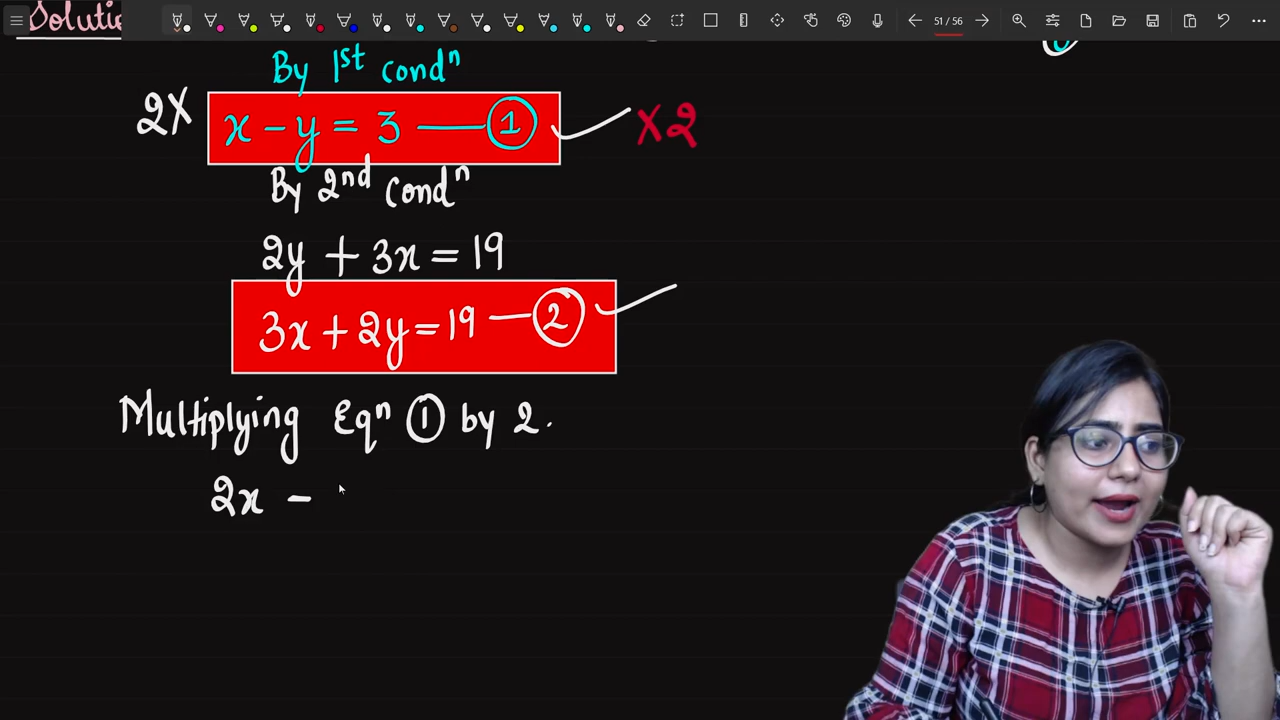 Solutio
51 / 56
By 1st condⁿ
2X x - y = 3 — ① X2
By 2nd condⁿ
2y + 3x = 19
3x + 2y = 19 — ②
Multiplying Eqⁿ ① by 2.
2x -